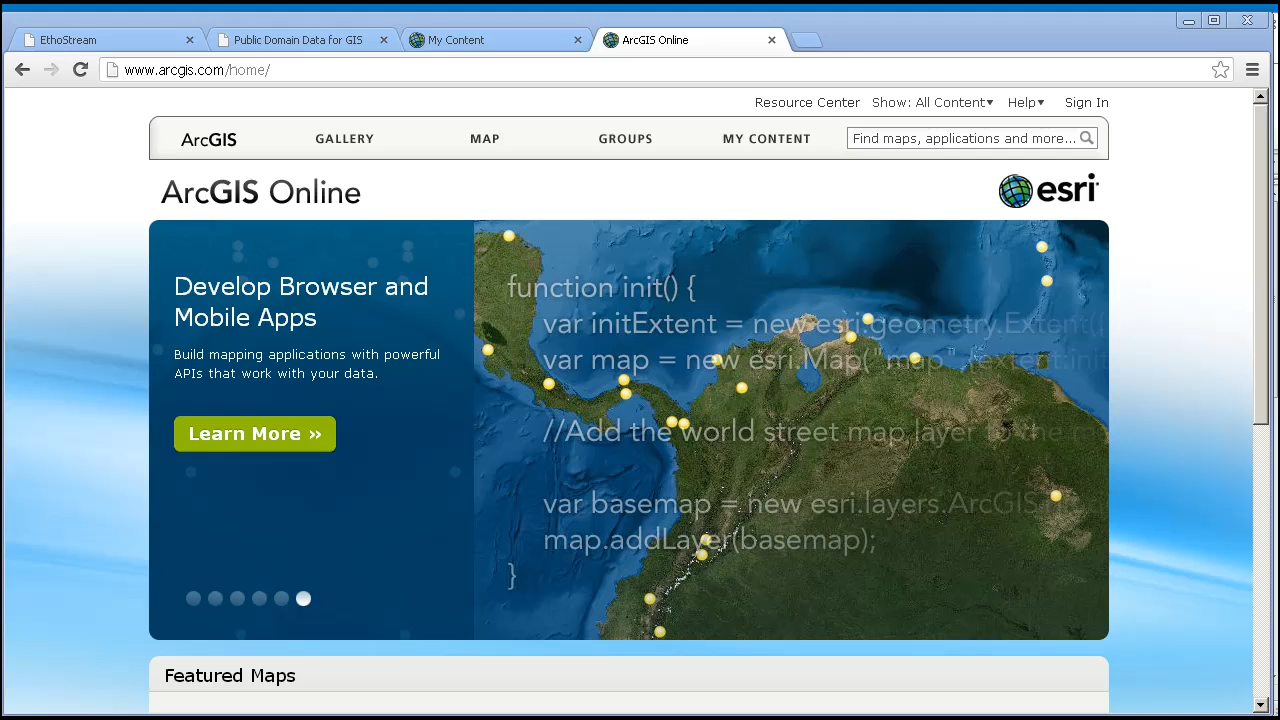 EthoStream
Public Domain Data for GIS
My Content
ArcGIS Online
www.arcgis.com/home/
Resource Center Show: All Content Help Sign In
ArcGIS GALLERY MAP GROUPS MY CONTENT Find maps, applications and more...
ArcGIS Online
esri
Develop Browser and
Mobile Apps
Build mapping applications with powerful
APIs that work with your data.
Learn More »
function init() {
var initExtent = new esri.geometry.Extent(
var map = new esri.Map("map", {extent:init
//Add the world street map layer to the m
var basemap = new esri.layers.ArcGIS
map.addLayer(basemap);
}
Featured Maps